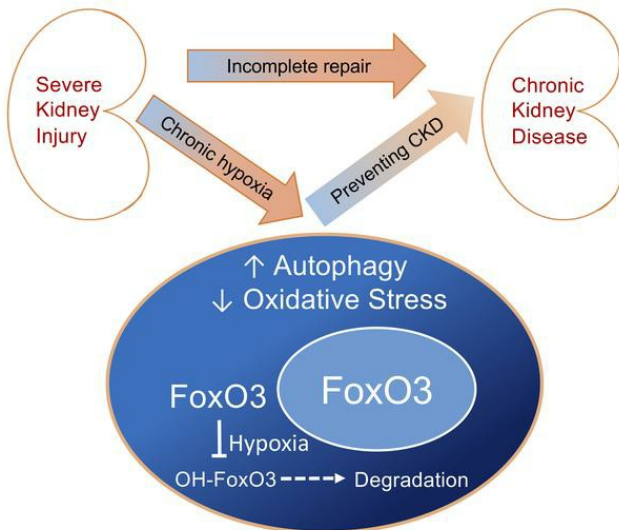 Severe
Kidney
Injury
Incomplete repair
Chronic
Kidney
Disease
Chronic hypoxia
Preventing CKD
↑ Autophagy
↓ Oxidative Stress
FoxO3
FoxO3
Hypoxia
OH-FoxO3 Degradation